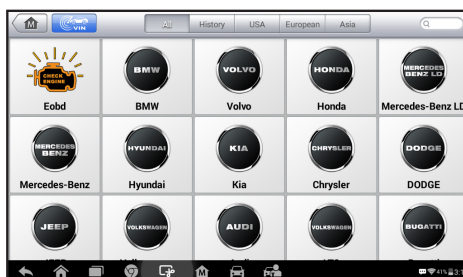 M VIN All History USA European Asia
CHECK ENGINE BMW VOLVO HONDA MERCEDES BENZ LD
Eobd BMW Volvo Honda Mercedes-Benz LD
MERCEDES BENZ HYUNDAI KIA CHRYSLER DODGE
Mercedes-Benz Hyundai Kia Chrysler DODGE
JEEP VOLKSWAGEN AUDI VOLKSWAGEN BUGATTI
M 41%